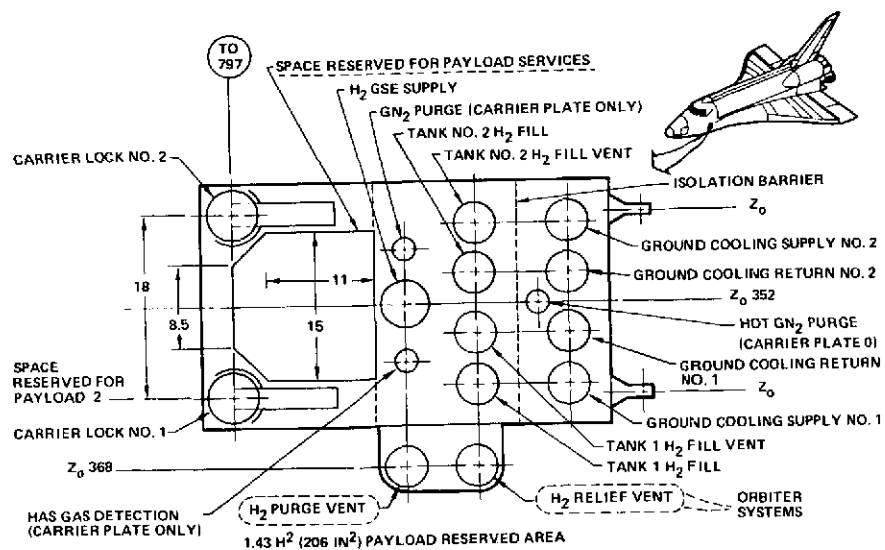 TO
797
SPACE RESERVED FOR PAYLOAD SERVICES
H2 GSE SUPPLY
GN2 PURGE (CARRIER PLATE ONLY)
TANK NO. 2 H2 FILL
TANK NO. 2 H2 FILL VENT
CARRIER LOCK NO. 2
ISOLATION BARRIER
Zo
GROUND COOLING SUPPLY NO. 2
GROUND COOLING RETURN NO. 2
11
18
8.5
15
Zo 352
HOT GN2 PURGE
(CARRIER PLATE 0)
SPACE
RESERVED FOR
PAYLOAD 2
GROUND COOLING RETURN
NO. 1
Zo
CARRIER LOCK NO. 1
GROUND COOLING SUPPLY NO. 1
TANK 1 H2 FILL VENT
TANK 1 H2 FILL
Zo 368
HAS GAS DETECTION
(CARRIER PLATE ONLY)
H2 PURGE VENT
H2 RELIEF VENT
ORBITER
SYSTEMS
1.43 H2 (206 IN2) PAYLOAD RESERVED AREA